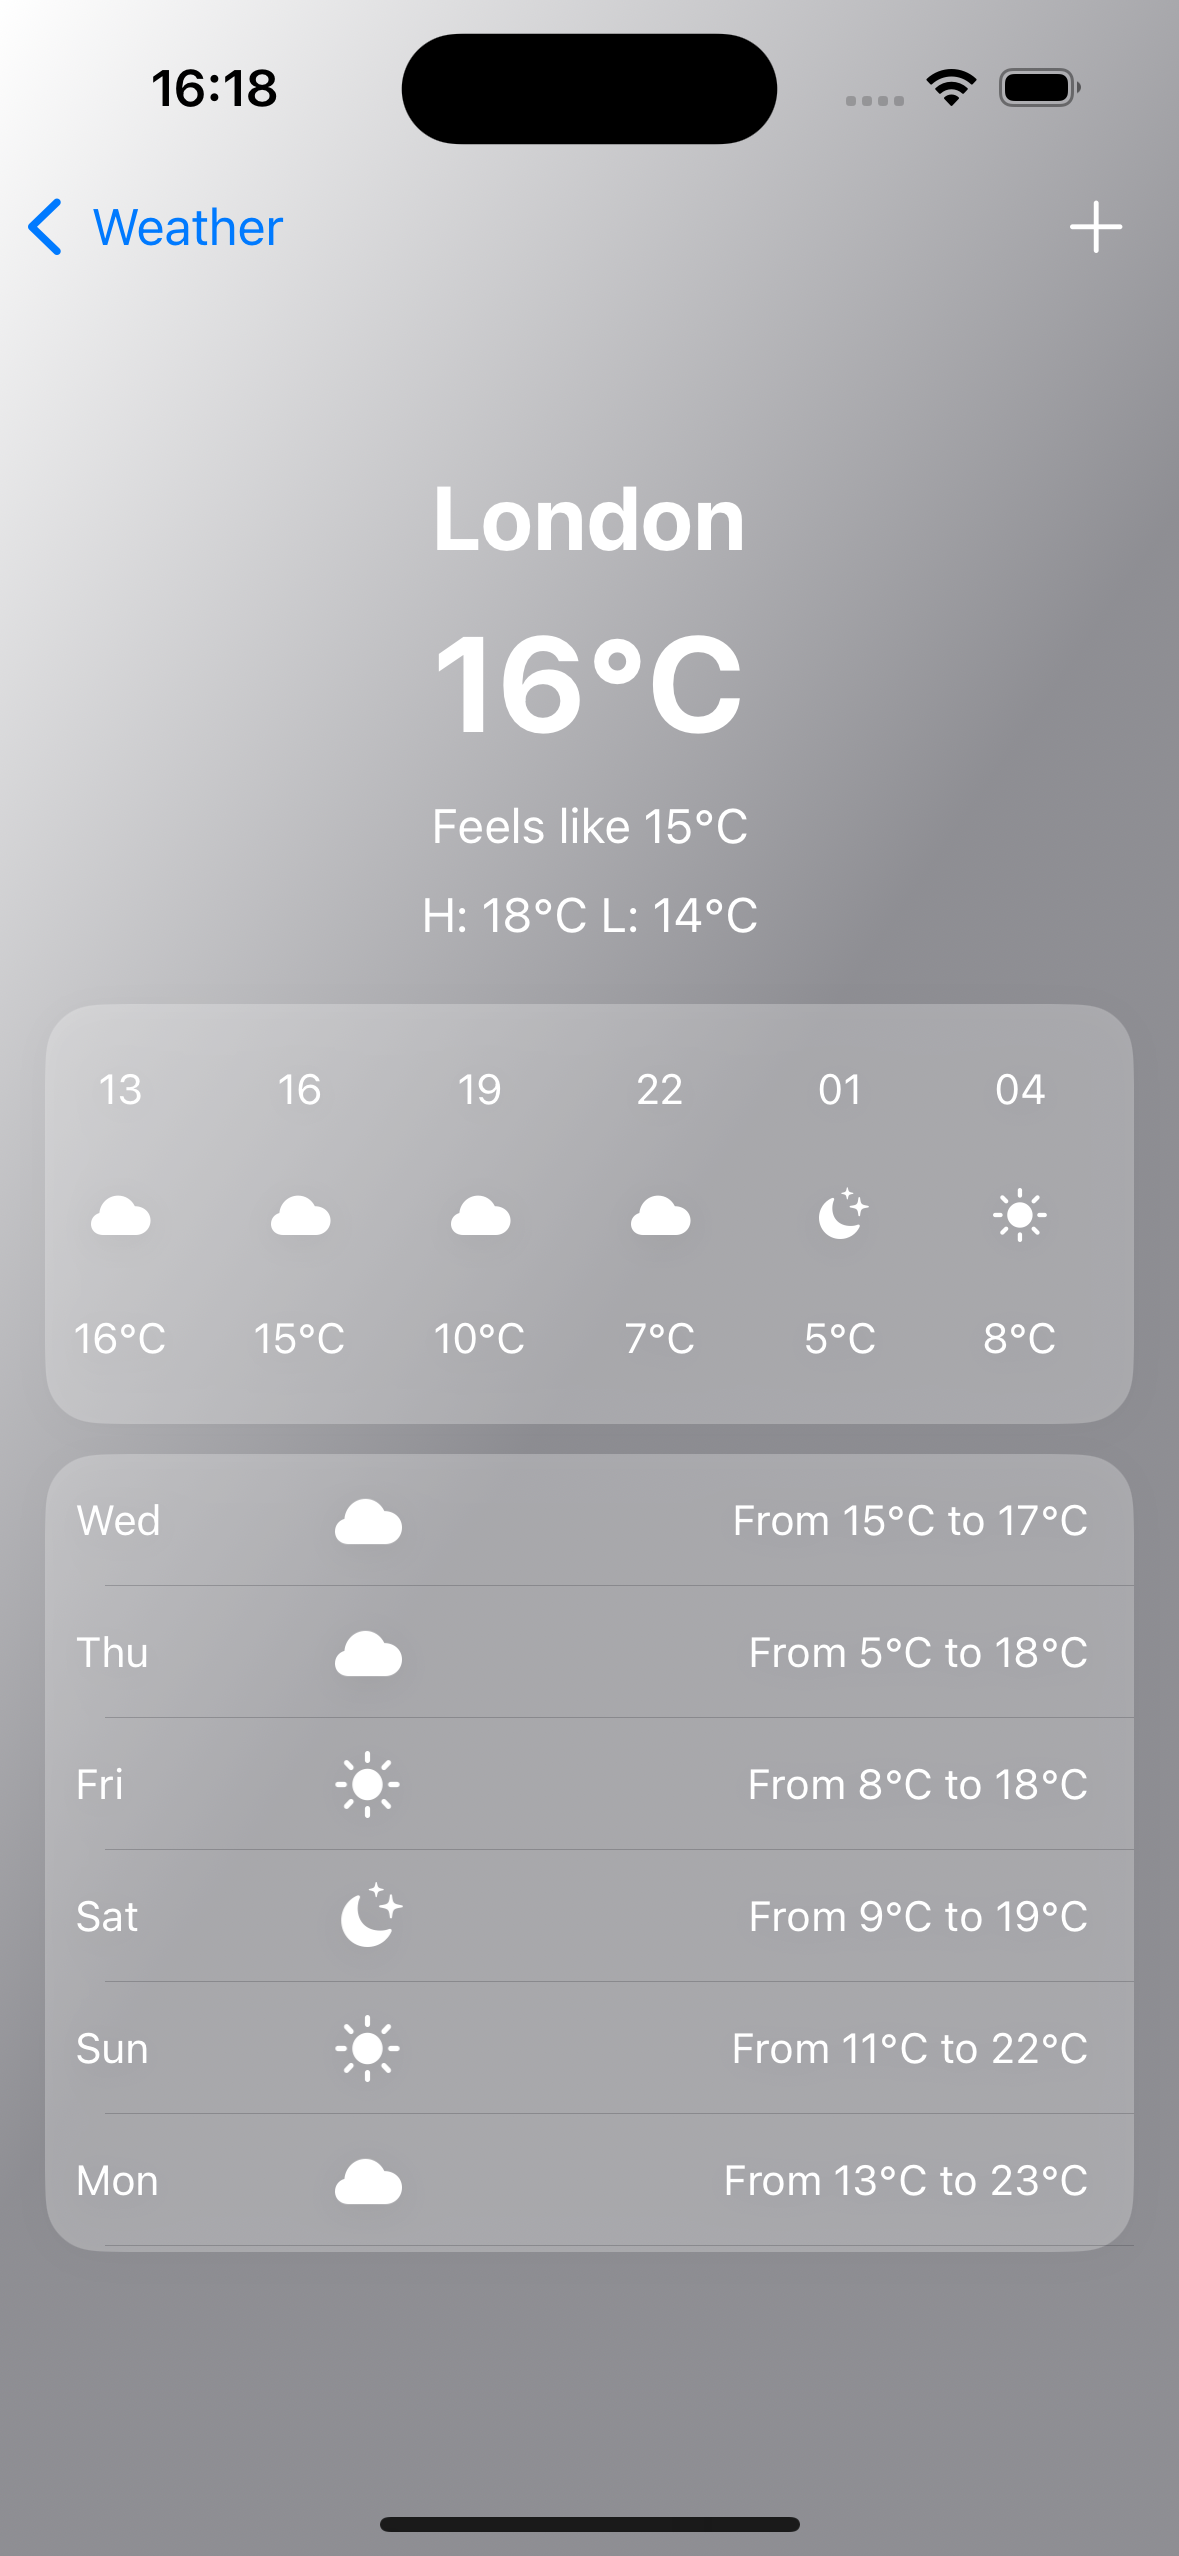 16:18
Weather
London
16°C
Feels like 15°C
H: 18°C L: 14°C
13 16 19 22 01 04
16°C 15°C 10°C 7°C 5°C 8°C
Wed From 15°C to 17°C
Thu From 5°C to 18°C
Fri From 8°C to 18°C
Sat From 9°C to 19°C
Sun From 11°C to 22°C
Mon From 13°C to 23°C